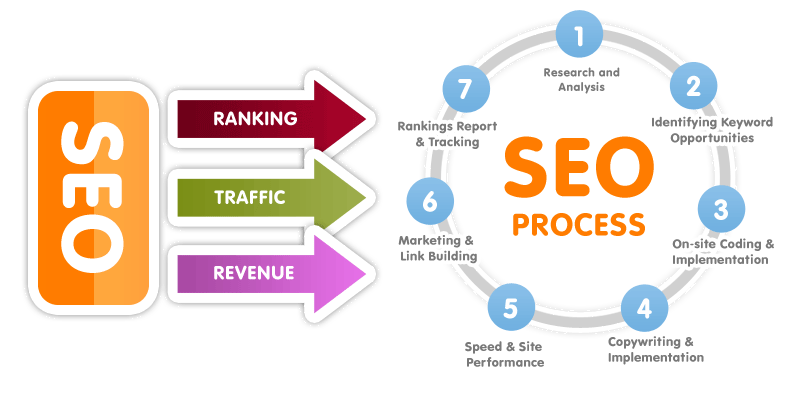 SEO
RANKING
TRAFFIC
REVENUE
SEO
PROCESS
1
Research and
Analysis
2
Identifying Keyword
Opportunities
3
On-site Coding &
Implementation
4
Copywriting &
Implementation
5
Speed & Site
Performance
6
Marketing &
Link Building
7
Rankings Report
& Tracking